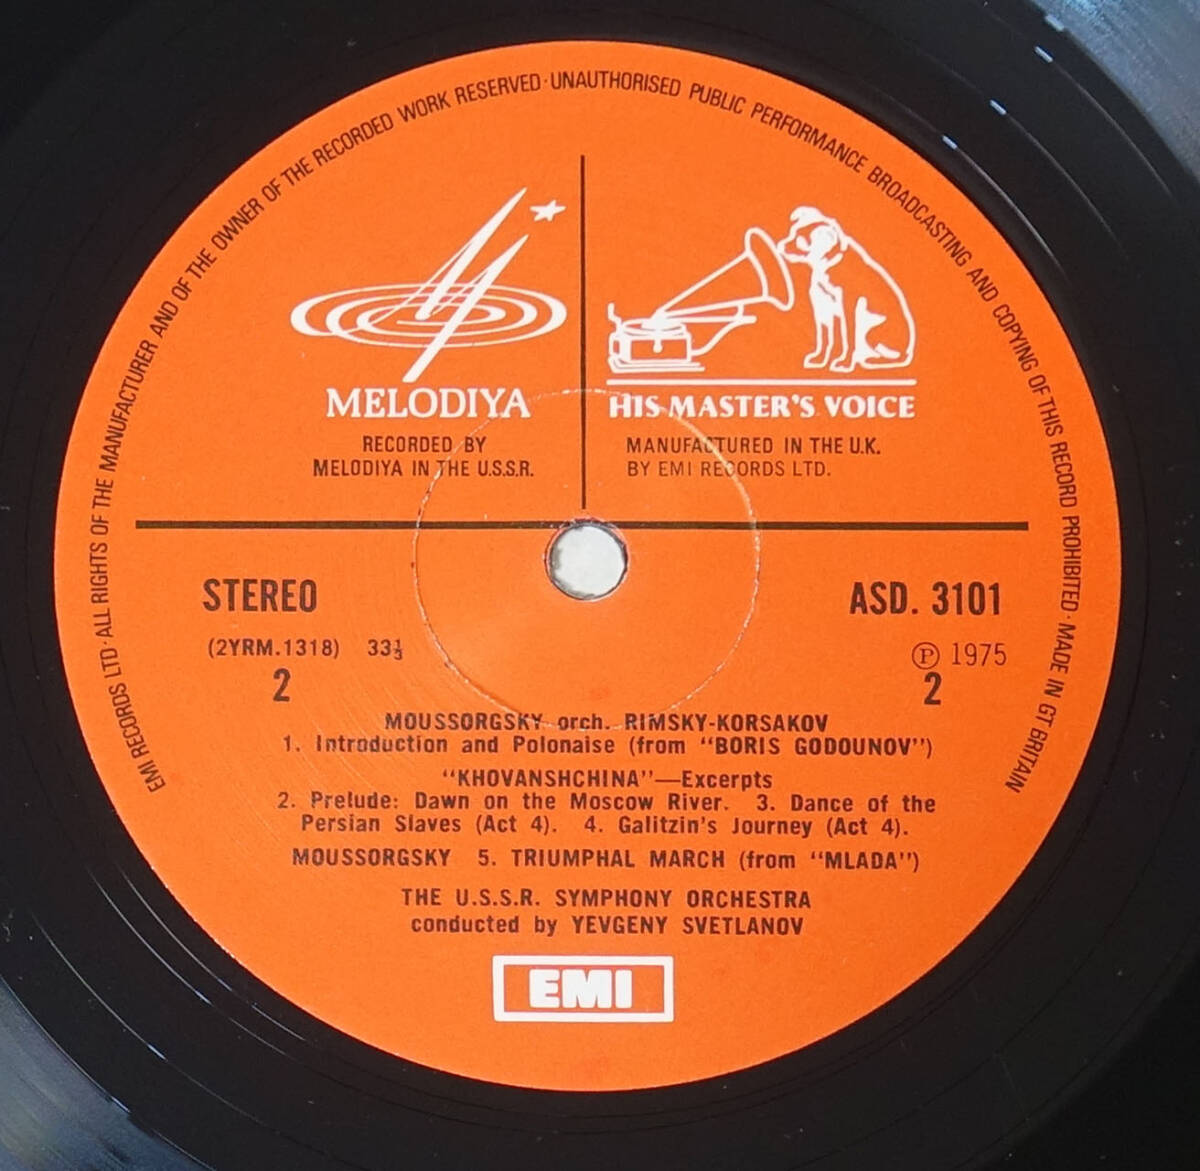 EMI RECORDS LTD · ALL RIGHTS OF THE MANUFACTURER AND OF THE OWNER OF THE RECORDED WORK RESERVED · UNAUTHORISED PUBLIC PERFORMANCE BROADCASTING AND COPYING OF THIS RECORD PROHIBITED · MADE IN GT BRITAIN
MELODIYA
RECORDED BY
MELODIYA IN THE U.S.S.R.
HIS MASTER'S VOICE
MANUFACTURED IN THE U.K.
BY EMI RECORDS LTD.
STEREO
ASD. 3101
(2YRM.1318) 33⅓
℗ 1975
2
2
MOUSSORGSKY orch. RIMSKY-KORSAKOV
1. Introduction and Polonaise (from "BORIS GODOUNOV")
"KHOVANSHCHINA"—Excerpts
2. Prelude: Dawn on the Moscow River. 3. Dance of the
Persian Slaves (Act 4). 4. Galitzin's Journey (Act 4).
MOUSSORGSKY 5. TRIUMPHAL MARCH (from "MLADA")
THE U.S.S.R. SYMPHONY ORCHESTRA
conducted by YEVGENY SVETLANOV
EMI